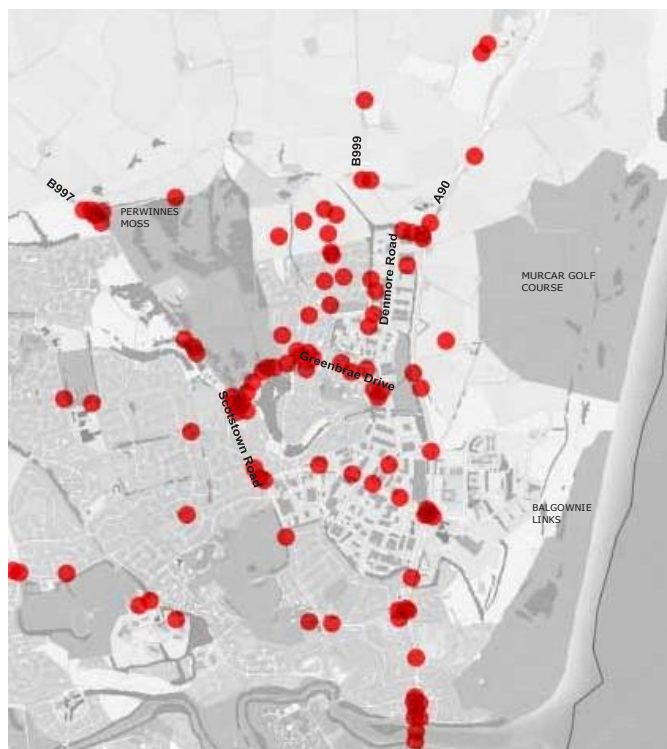 B999
B997
A90
PERWINNES
MOSS
Denmore Road
MURCAR GOLF
COURSE
Greenbrae Drive
Scotstown Road
BALGOWNIE
LINKS